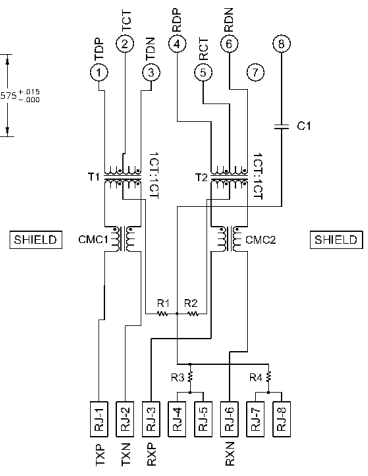 TDP
TCT
TDN
RDP
RCT
RDN
1
2
3
4
5
6
7
8
.575 +.015 -.000
C1
T1
1CT:1CT
T2
1CT:1CT
SHIELD
CMC1
CMC2
SHIELD
R1
R2
R3
R4
RJ-1
RJ-2
RJ-3
RJ-4
RJ-5
RJ-6
RJ-7
RJ-8
TXP
TXN
RXP
RXN